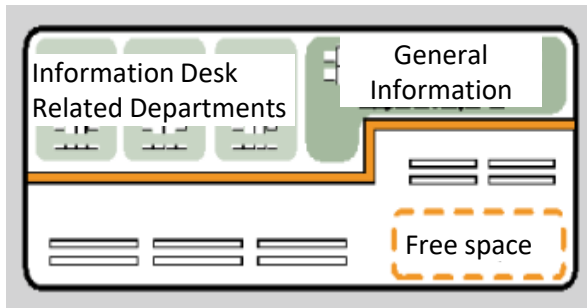 Information Desk
Related Departments
General
Information
Free space